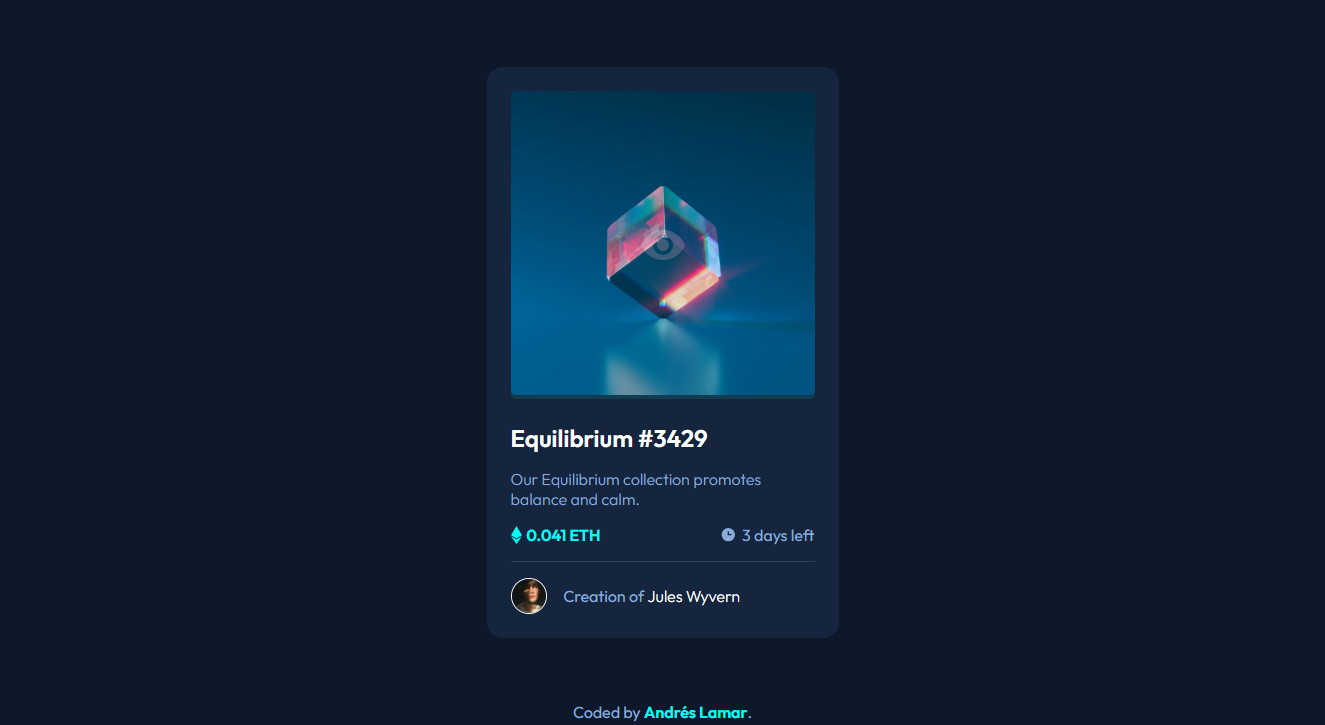 Equilibrium #3429
Our Equilibrium collection promotes
balance and calm.
0.041 ETH
3 days left
Creation of Jules Wyvern
Coded by Andrés Lamar.